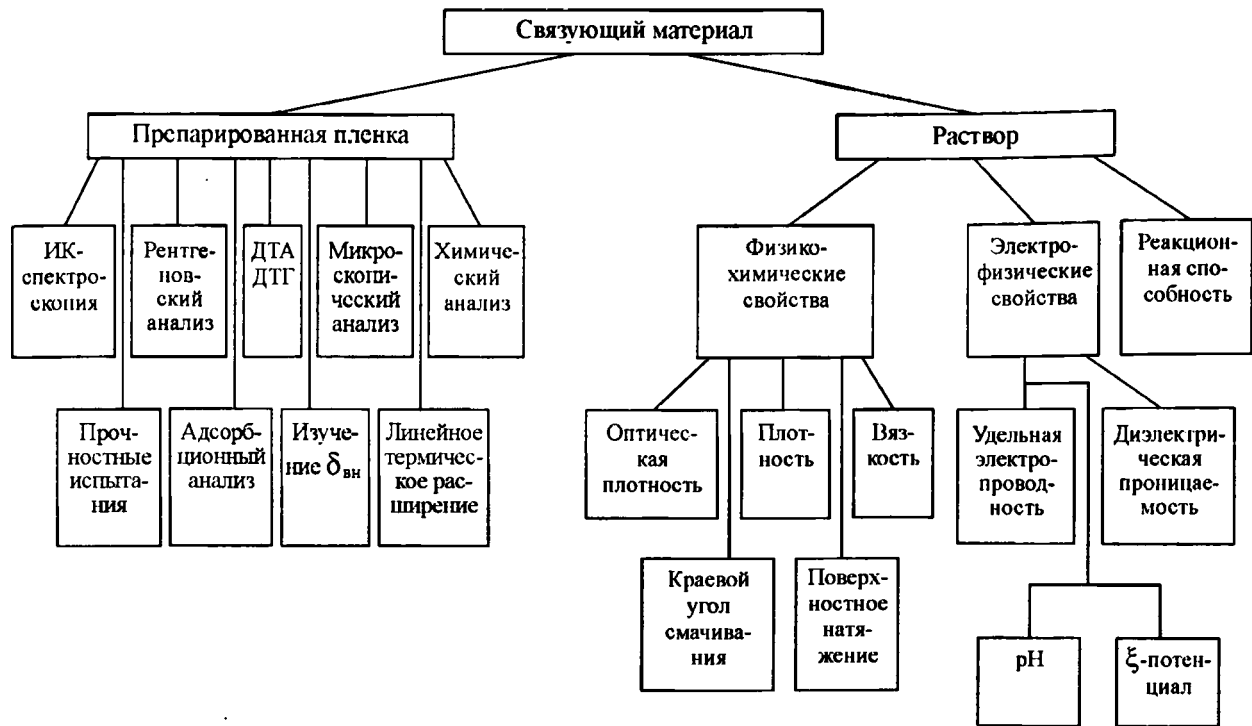 Связующий материал
Препарированная пленка
Раствор
ИК-
спектро-
скопия
Рентге-
нов-
ский
анализ
ДТА
ДТГ
Микро-
скопи-
ческий
анализ
Химиче-
ский
анализ
Физико-
химические
свойства
Электро-
физические
свойства
Реакцион-
ная спо-
собность
Проч-
ностные
испыта-
ния
Адсорб-
ционный
анализ
Изуче-
ние δвн
Линейное
термичес-
кое рас-
ширение
Оптичес-
кая
плотность
Плот-
ность
Вяз-
кость
Удельная
электро-
провод-
ность
Диэлектри-
ческая
проницае-
мость
Краевой
угол
смачива-
ния
Поверх-
ностное
натя-
жение
pH
ξ-потен-
циал